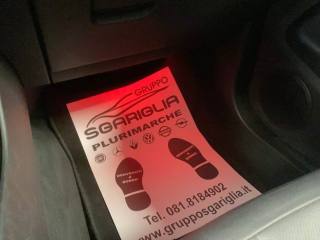 GRUPPO
SGARIGLIA
PLURIMARCHE
Tel. 081.8184902
www.grupposgariglia.it